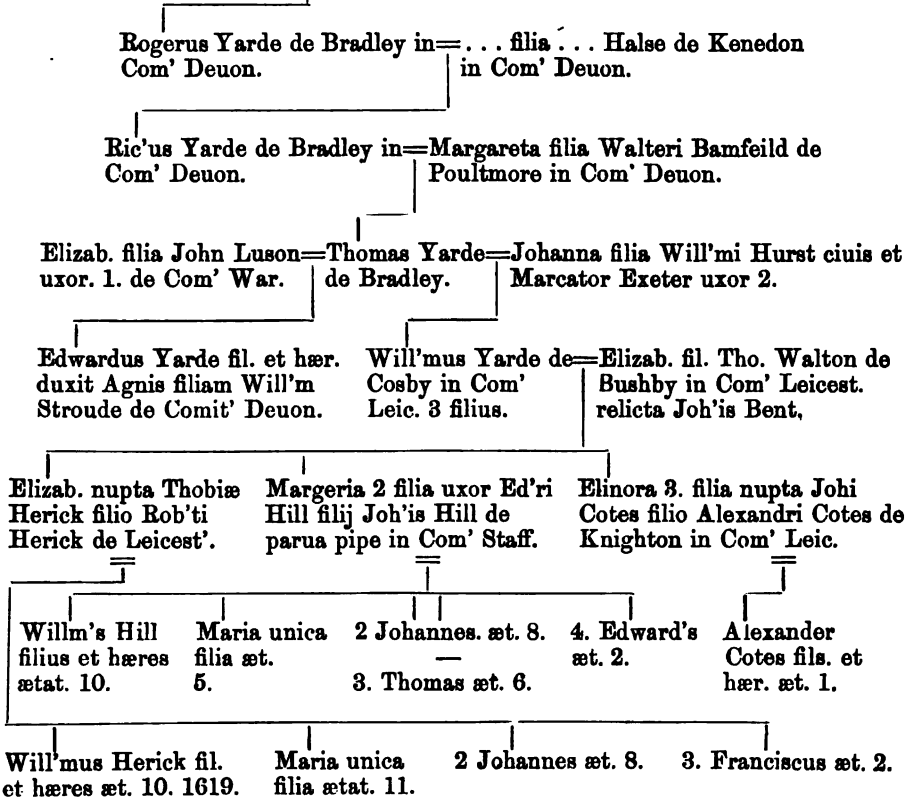 Rogerus Yarde de Bradley in=. . . filia . . . Halse de Kenedon
Com' Deuon. in Com' Deuon.
Ric'us Yarde de Bradley in=Margareta filia Walteri Bamfeild de
Com' Deuon. Poultmore in Com' Deuon.
Elizab. filia John Luson=Thomas Yarde=Johanna filia Will'mi Hurst ciuis et
uxor. 1. de Com' War. de Bradley. Marcator Exeter uxor 2.
Edwardus Yarde fil. et hær.
duxit Agnis filiam Will'm
Stroude de Comit' Deuon.
Will'mus Yarde de=Elizab. fil. Tho. Walton de
Cosby in Com' Bushby in Com' Leicest.
Leic. 3 filius. relicta Joh'is Bent,
Elizab. nupta Thobiæ
Herick filio Rob'ti
Herick de Leicest'.
Margeria 2 filia uxor Ed'ri
Hill filij Joh'is Hill de
parua pipe in Com' Staff.
Elinora 3. filia nupta Johi
Cotes filio Alexandri Cotes de
Knighton in Com' Leic.
Willm's Hill
filius et hæres
ætat. 10.
Maria unica
filia æt.
5.
2 Johannes. æt. 8.
—
3. Thomas æt. 6.
4. Edward's
æt. 2.
Alexander
Cotes fils. et
hær. æt. 1.
Will'mus Herick fil.
et hæres æt. 10. 1619.
Maria unica
filia ætat. 11.
2 Johannes æt. 8.
3. Franciscus æt. 2.